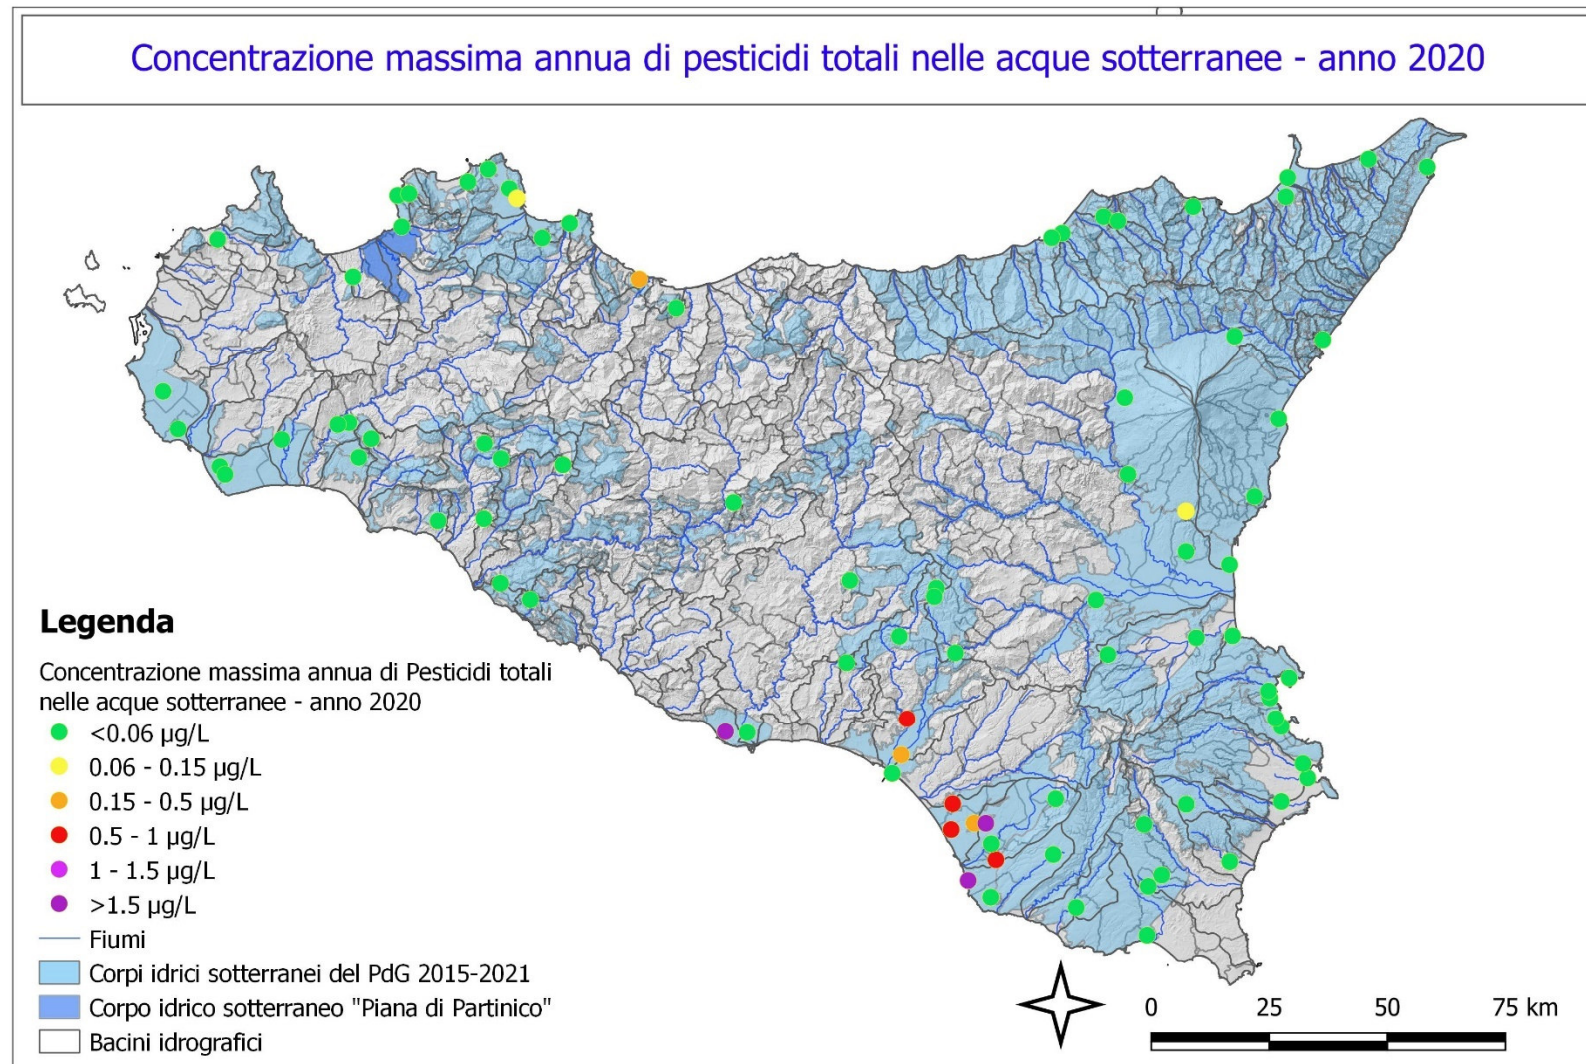 Concentrazione massima annua di pesticidi totali nelle acque sotterranee - anno 2020
Legenda
Concentrazione massima annua di Pesticidi totali
nelle acque sotterranee - anno 2020
<0.06 µg/L
0.06 - 0.15 µg/L
0.15 - 0.5 µg/L
0.5 - 1 µg/L
1 - 1.5 µg/L
>1.5 µg/L
Fiumi
Corpi idrici sotterranei del PdG 2015-2021
Corpo idrico sotterraneo "Piana di Partinico"
Bacini idrografici
0 25 50 75 km